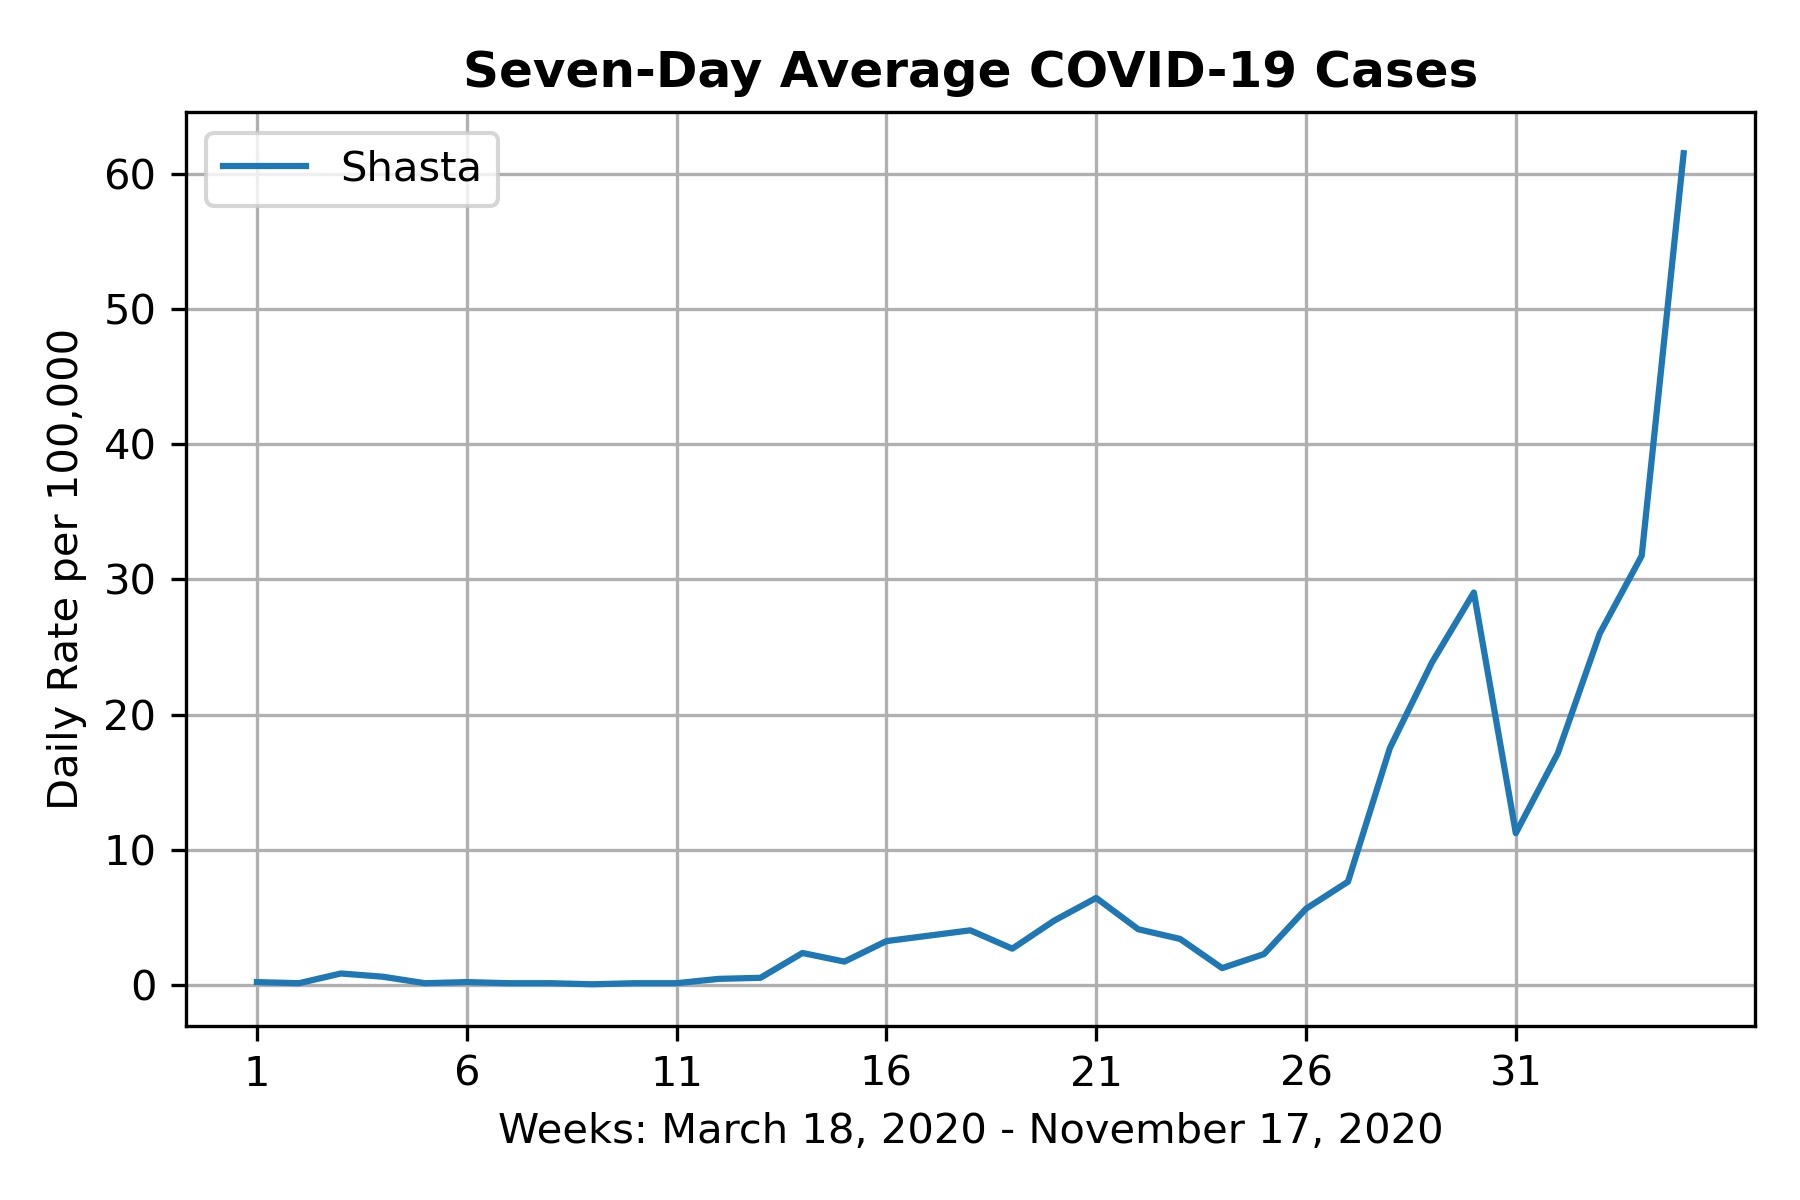 Seven-Day Average COVID-19 Cases
Shasta
60
50
40
30
20
10
0
Daily Rate per 100,000
1 6 11 16 21 26 31
Weeks: March 18, 2020 - November 17, 2020